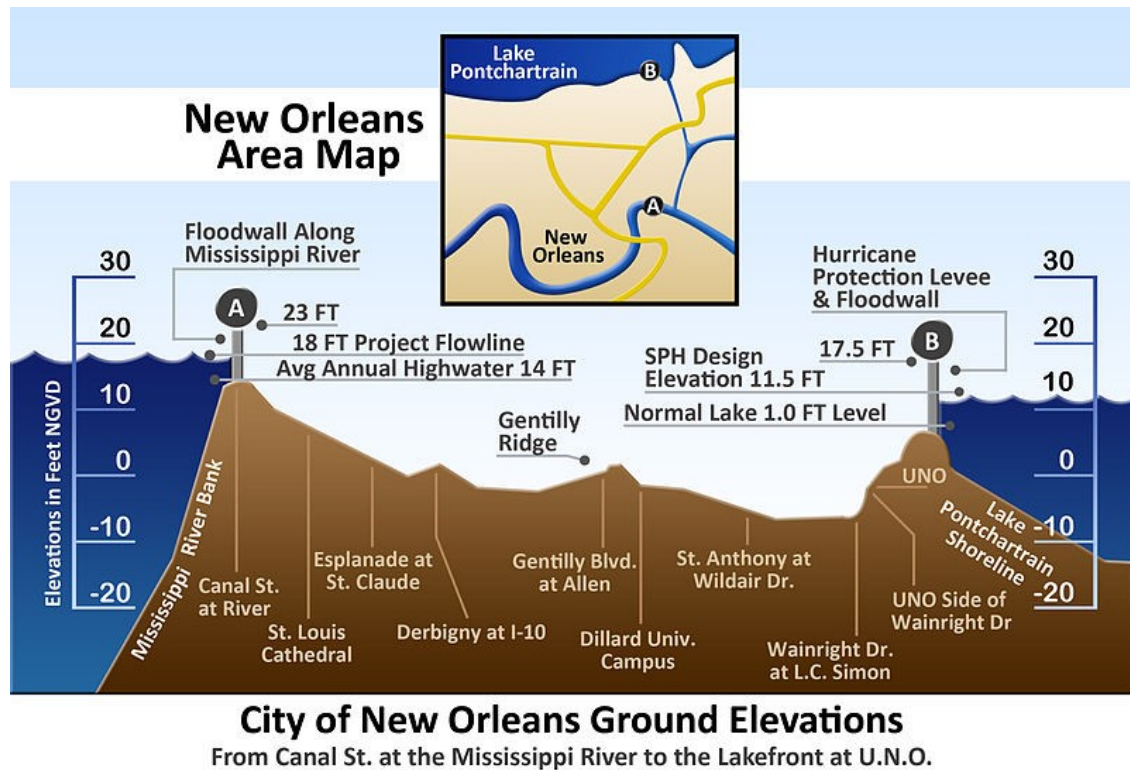 New Orleans
Area Map
Lake
Pontchartrain
B
A
New
Orleans
Floodwall Along
Mississippi River
A
23 FT
18 FT Project Flowline
Avg Annual Highwater 14 FT
Hurricane
Protection Levee
& Floodwall
17.5 FT
B
SPH Design
Elevation 11.5 FT
Normal Lake 1.0 FT Level
Gentilly
Ridge
Elevations in Feet NGVD
30
20
10
0
-10
-20
30
20
10
0
-10
-20
Mississippi River Bank
Canal St.
at River
St. Louis
Cathedral
Esplanade at
St. Claude
Derbigny at I-10
Gentilly Blvd.
at Allen
Dillard Univ.
Campus
St. Anthony at
Wildair Dr.
Wainright Dr.
at L.C. Simon
UNO
UNO Side of
Wainright Dr
Lake
Pontchartrain
Shoreline
City of New Orleans Ground Elevations
From Canal St. at the Mississippi River to the Lakefront at U.N.O.